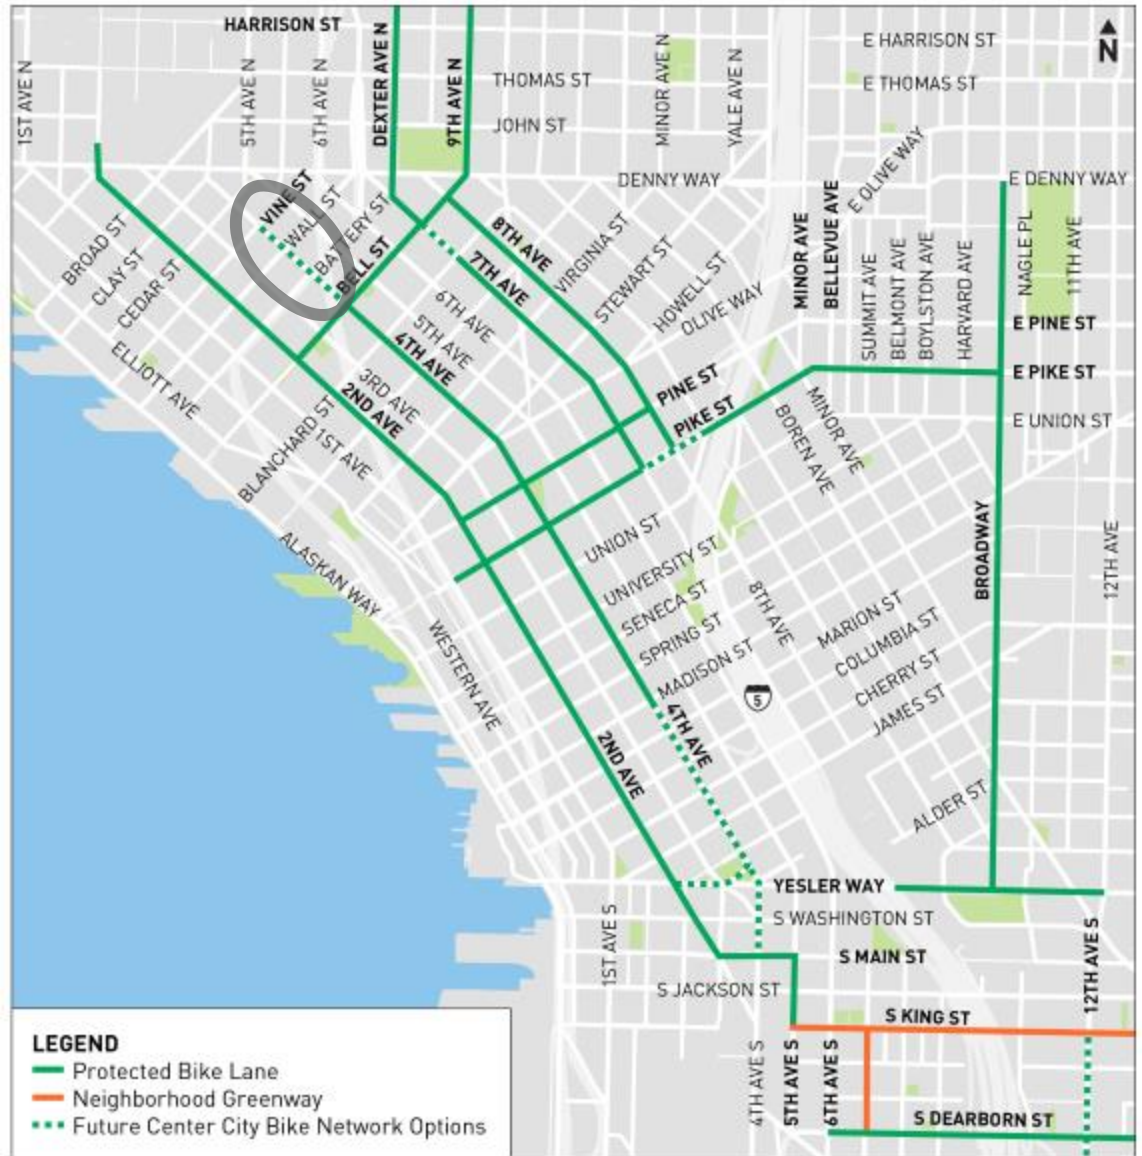 HARRISON ST
1ST AVE N
5TH AVE N
6TH AVE N
DEXTER AVE N
9TH AVE N
THOMAS ST
JOHN ST
MINOR AVE N
YALE AVE N
E HARRISON ST
E THOMAS ST
N
E OLIVE WAY
DENNY WAY
E DENNY WAY
VINE ST
WALL ST
BATTERY ST
BELL ST
BROAD ST
CLAY ST
CEDAR ST
ELLIOTT AVE
8TH AVE
7TH AVE
6TH AVE
5TH AVE
4TH AVE
3RD AVE
2ND AVE
1ST AVE
BLANCHARD ST
VIRGINIA ST
STEWART ST
HOWELL ST
OLIVE WAY
MINOR AVE
BELLEVUE AVE
SUMMIT AVE
BELMONT AVE
BOYLSTON AVE
HARVARD AVE
NAGLE PL
11TH AVE
E PINE ST
E PIKE ST
E UNION ST
PINE ST
PIKE ST
MINOR AVE
BOREN AVE
BROADWAY
12TH AVE
ALASKAN WAY
WESTERN AVE
UNION ST
UNIVERSITY ST
SENECA ST
SPRING ST
MADISON ST
8TH AVE
MARION ST
COLUMBIA ST
CHERRY ST
JAMES ST
5
4TH AVE
2ND AVE
ALDER ST
YESLER WAY
S WASHINGTON ST
S MAIN ST
1ST AVE S
S JACKSON ST
12TH AVE S
S KING ST
4TH AVE S
5TH AVE S
6TH AVE S
S DEARBORN ST
LEGEND
Protected Bike Lane
Neighborhood Greenway
Future Center City Bike Network Options